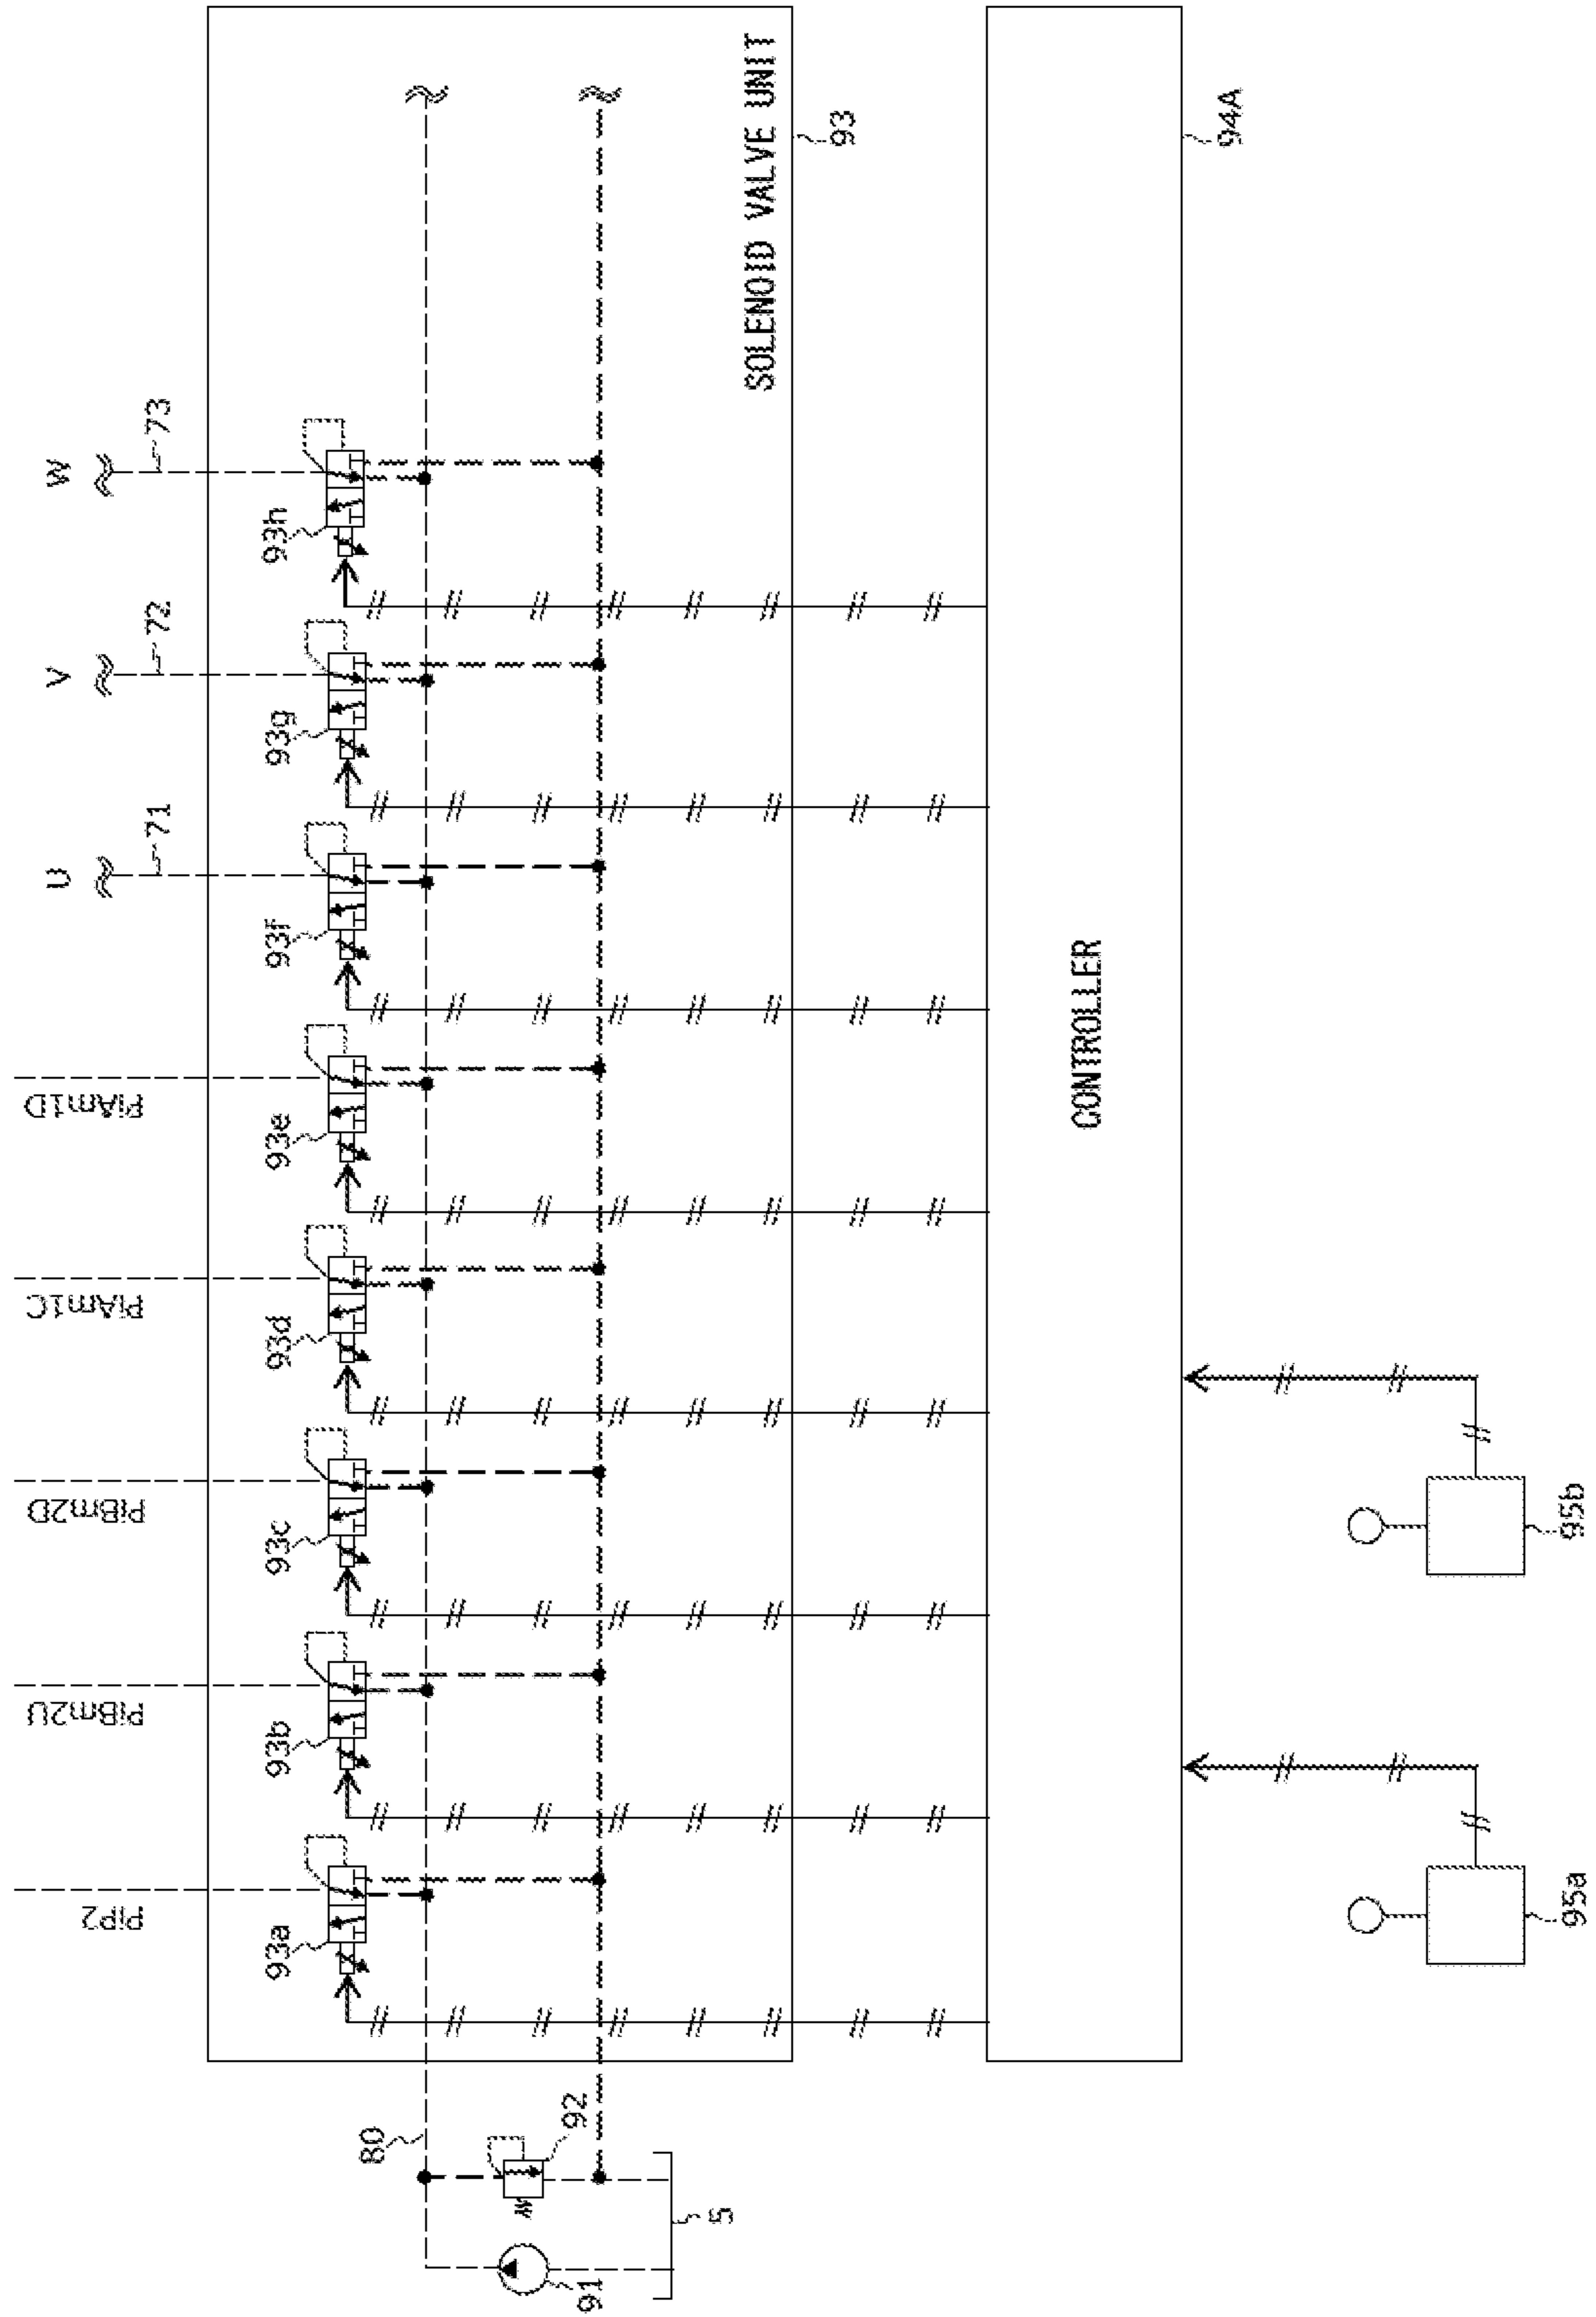 PiP2
PiBm2U
PiBm2D
PiAm1C
PiAm1D
U
V
W
71
72
73
93a
93b
93c
93d
93e
93f
93g
93h
80
91
92
5
SOLENOID VALVE UNIT
93
CONTROLLER
94A
95a
95b